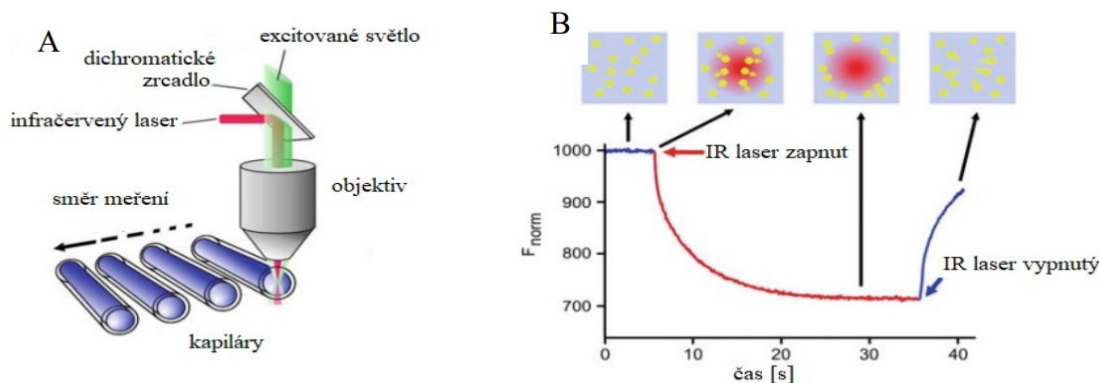 A
excitované světlo
dichromatické
zrcadlo
infračervený laser
objektiv
směr meření
kapiláry
B
1000
IR laser zapnut
900
F norm
800
IR laser vypnutý
700
0
10
20
30
40
čas [s]